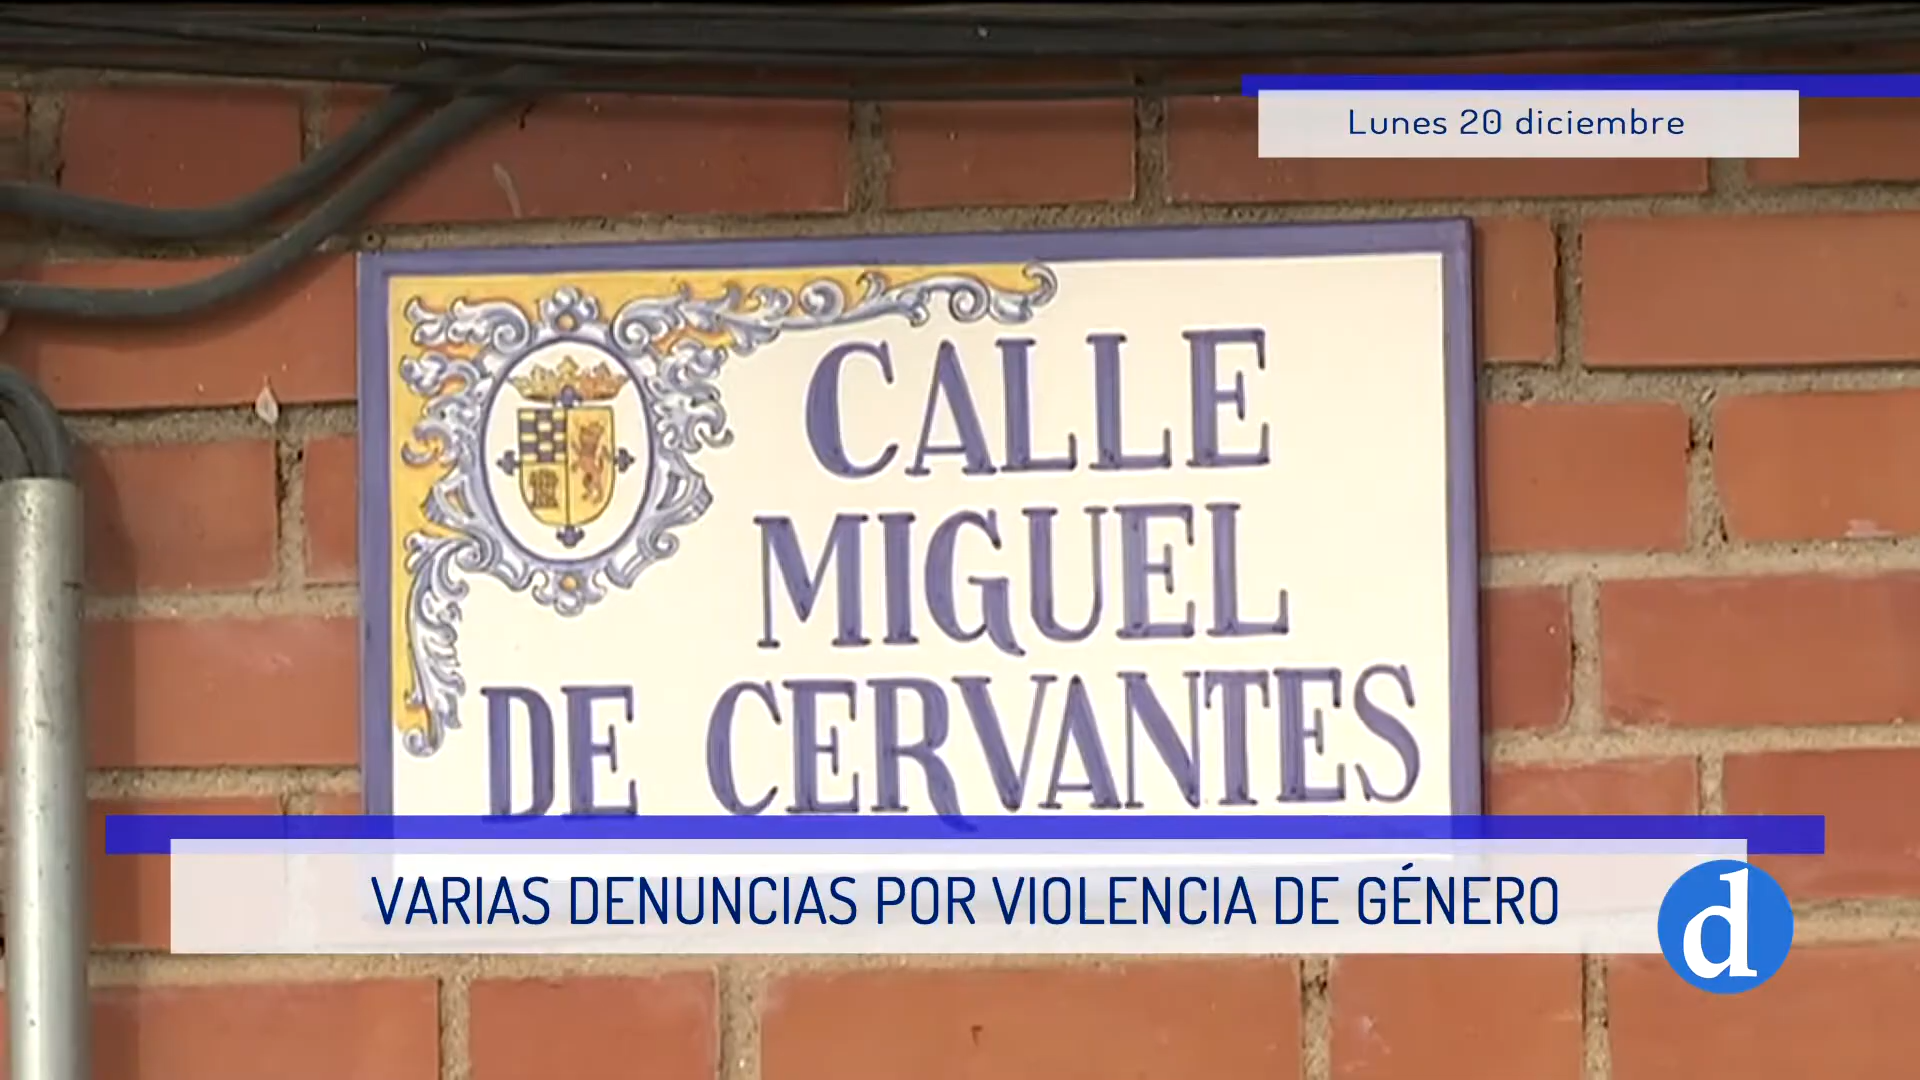 Lunes 20 diciembre
CALLE
MIGUEL
DE CERVANTES
VARIAS DENUNCIAS POR VIOLENCIA DE GÉNERO
d